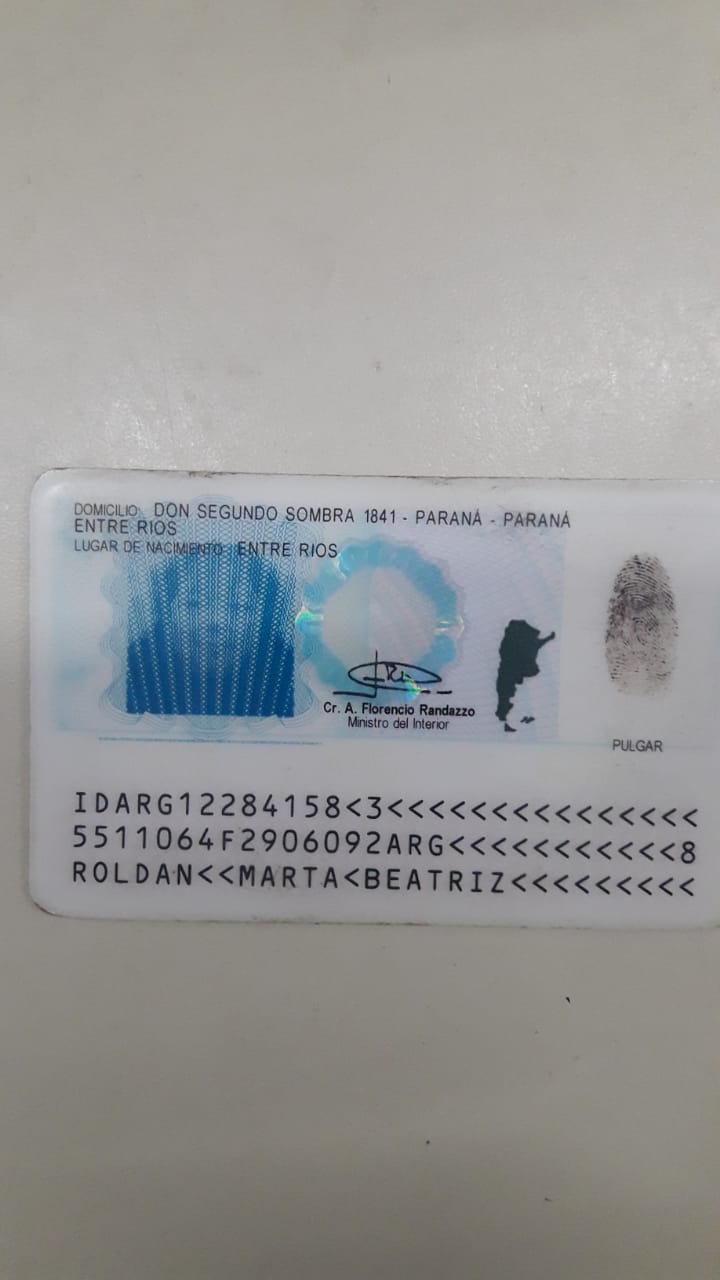 DOMICILIO: DON SEGUNDO SOMBRA 1841 - PARANÁ - PARANÁ
ENTRE RIOS
LUGAR DE NACIMIENTO: ENTRE RIOS
Cr. A. Florencio Randazzo
Ministro del Interior
PULGAR
IDARG12284158<3<<<<<<<<<<<<<<<
5511064F2906092ARG<<<<<<<<<<<8
ROLDAN<<MARTA<BEATRIZ<<<<<<<<<